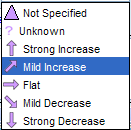 Not Specified
? Unknown
Strong Increase
Mild Increase
Flat
Mild Decrease
Strong Decrease